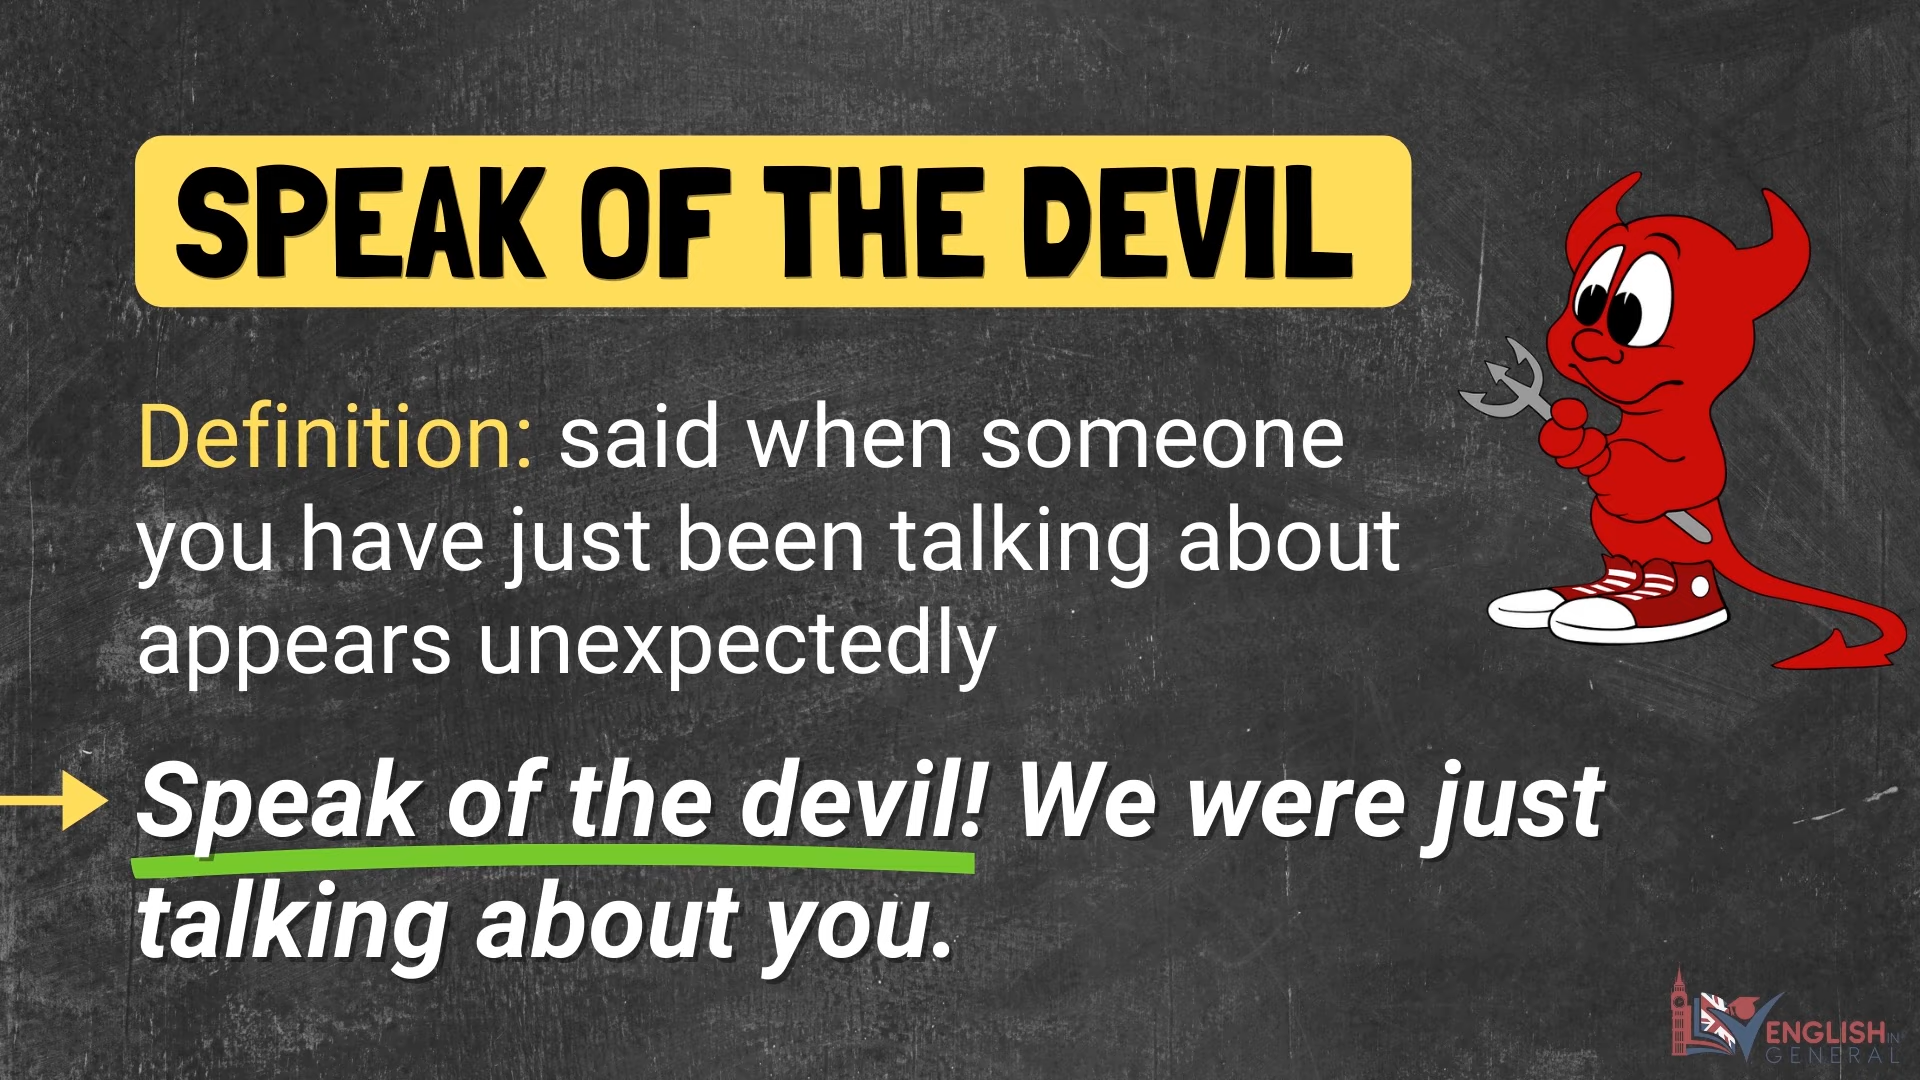 SPEAK OF THE DEVIL
Definition: said when someone
you have just been talking about
appears unexpectedly
Speak of the devil! We were just
talking about you.
ENGLISH IN
GENERAL